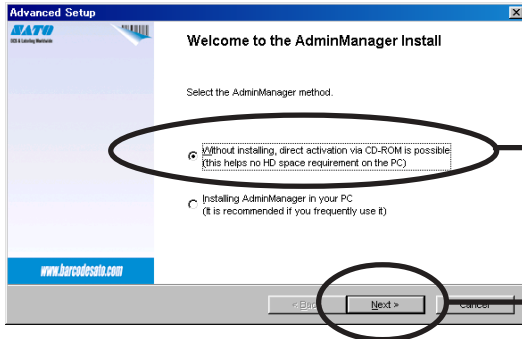 Advanced Setup
SATO
Welcome to the AdminManager Install
Select the AdminManager method.
Without installing, direct activation via CD-ROM is possible
(this helps no HD space requirement on the PC)
Installing AdminManager in your PC
(It is recommended if you frequently use it)
www.barcodesato.com
Next >
Cancel